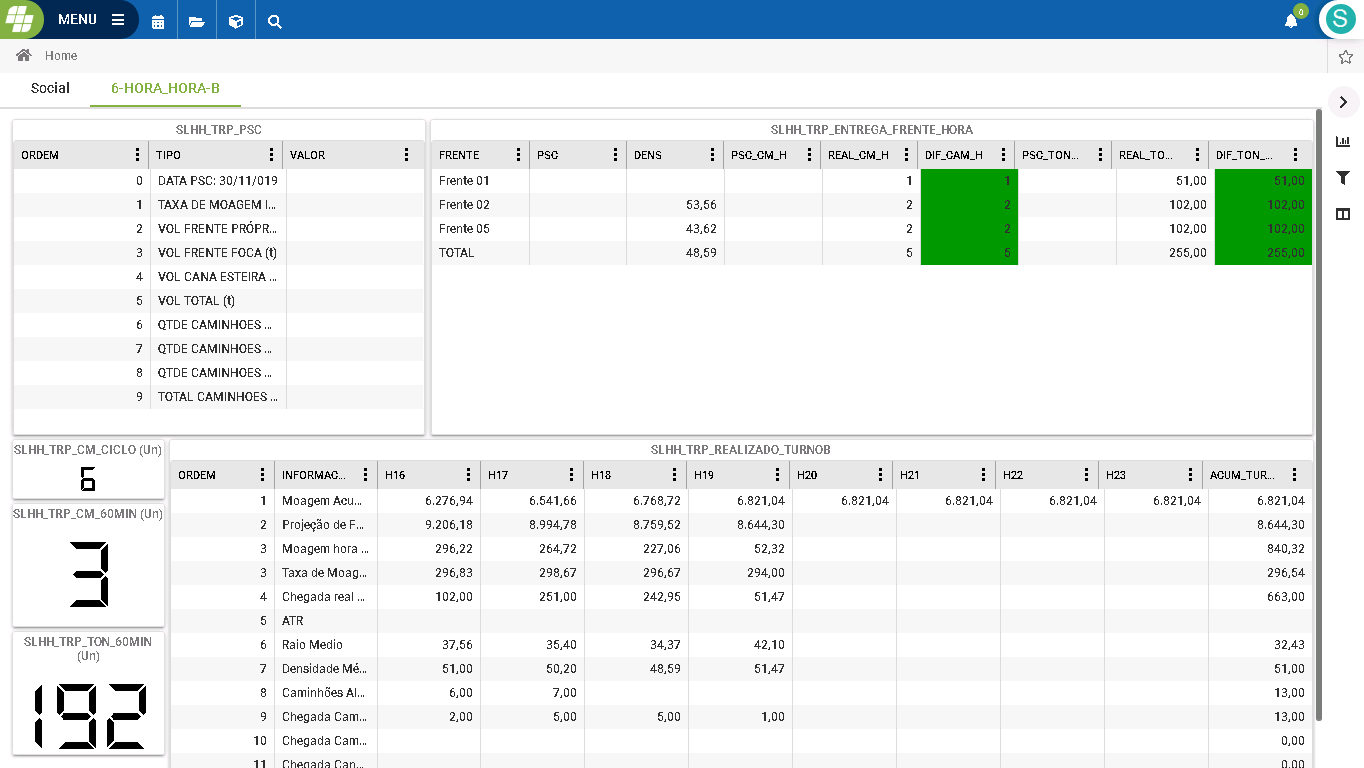 MENU
0
S
Home
Social 6-HORA_HORA-B
SLHH_TRP_PSC
ORDEM TIPO VALOR
0 DATA PSC: 30/11/019
1 TAXA DE MOAGEM I...
2 VOL FRENTE PRÓPR...
3 VOL FRENTE FOCA (t)
4 VOL CANA ESTEIRA ...
5 VOL TOTAL (t)
6 QTDE CAMINHOES ...
7 QTDE CAMINHOES ...
8 QTDE CAMINHOES ...
9 TOTAL CAMINHOES ...
SLHH_TRP_ENTREGA_FRENTE_HORA
FRENTE PSC DENS PSC_CM_H REAL_CM_H DIF_CAM_H PSC_TON... REAL_TO... DIF_TON_...
Frente 01 1 1 51,00 51,00
Frente 02 53,56 2 2 102,00 102,00
Frente 05 43,62 2 2 102,00 102,00
TOTAL 48,59 5 5 255,00 255,00
SLHH_TRP_CM_CICLO (Un)
6
SLHH_TRP_CM_60MIN (Un)
3
SLHH_TRP_TON_60MIN
(Un)
192
SLHH_TRP_REALIZADO_TURNOB
ORDEM INFORMAC... H16 H17 H18 H19 H20 H21 H22 H23 ACUM_TUR...
1 Moagem Acu... 6.276,94 6.541,66 6.768,72 6.821,04 6.821,04 6.821,04 6.821,04 6.821,04 6.821,04
2 Projeção de F... 9.206,18 8.994,78 8.759,52 8.644,30 8.644,30
3 Moagem hora ... 296,22 264,72 227,06 52,32 840,32
3 Taxa de Moag... 296,83 298,67 296,67 294,00 296,54
4 Chegada real ... 102,00 251,00 242,95 51,47 663,00
5 ATR
6 Raio Medio 37,56 35,40 34,37 42,10 32,43
7 Densidade Mé... 51,00 50,20 48,59 51,47 51,00
8 Caminhões Al... 6,00 7,00 13,00
9 Chegada Cam... 2,00 5,00 5,00 1,00 13,00
10 Chegada Cam... 0,00
11 Chegada Can... 0,00